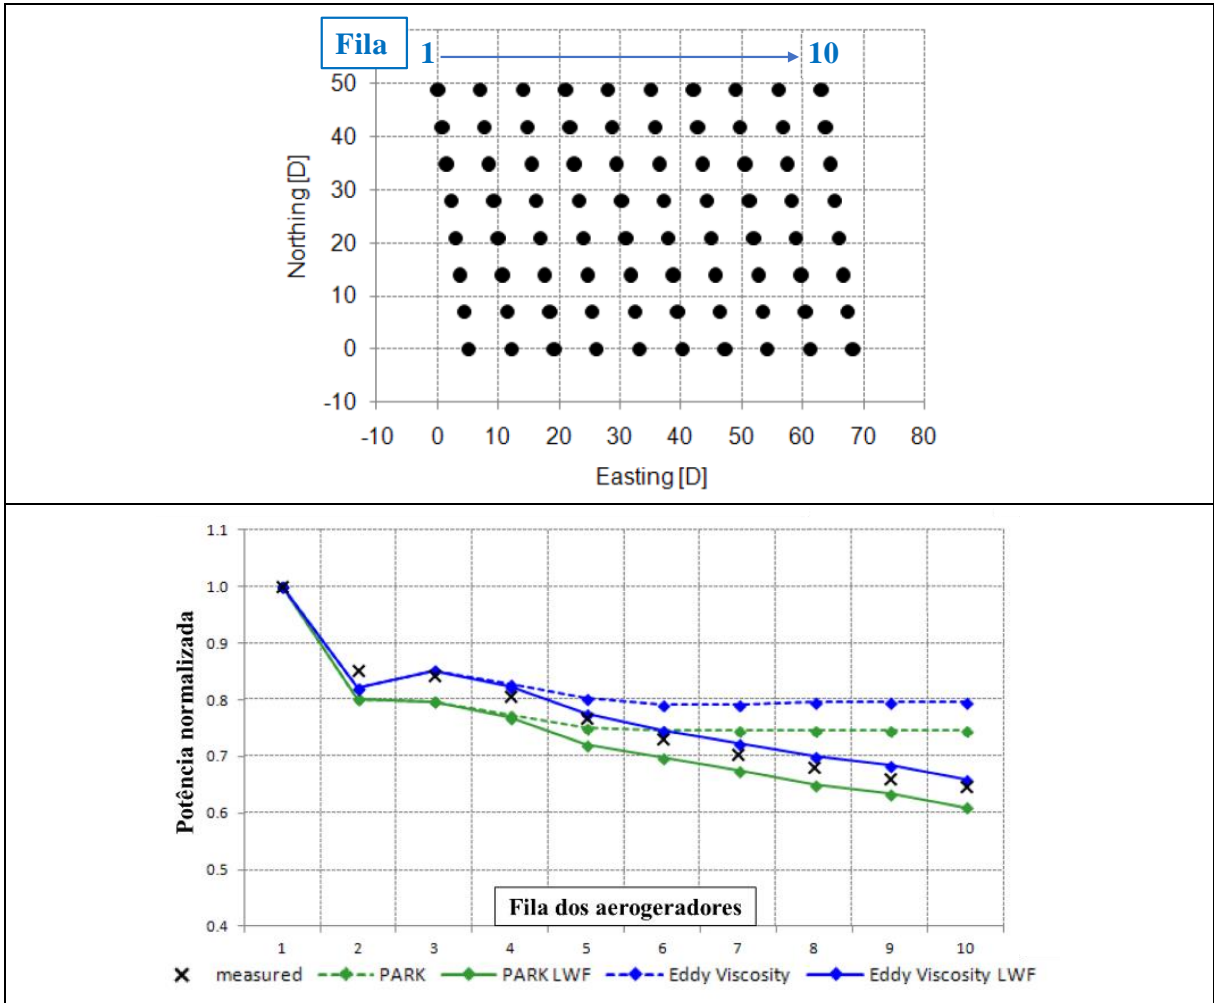 Fila
1 10
50
40
30
20
10
0
-10
Northing [D]
-10 0 10 20 30 40 50 60 70 80
Easting [D]
1.1
1.0
0.9
0.8
0.7
0.6
0.5
0.4
Potência normalizada
Fila dos aerogeradores
1 2 3 4 5 6 7 8 9 10
measured PARK PARK LWF Eddy Viscosity Eddy Viscosity LWF